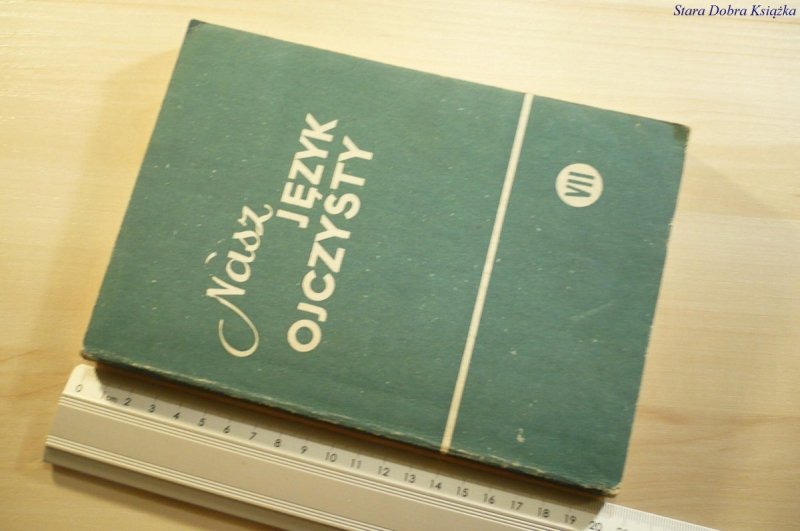 Stara Dobra Książka
Nasz
JĘZYK
OJCZYSTY
VII
0 1cm 2 3 4 5 6 7 8 9 10 11 12 13 14 15 16 17 18 19 20